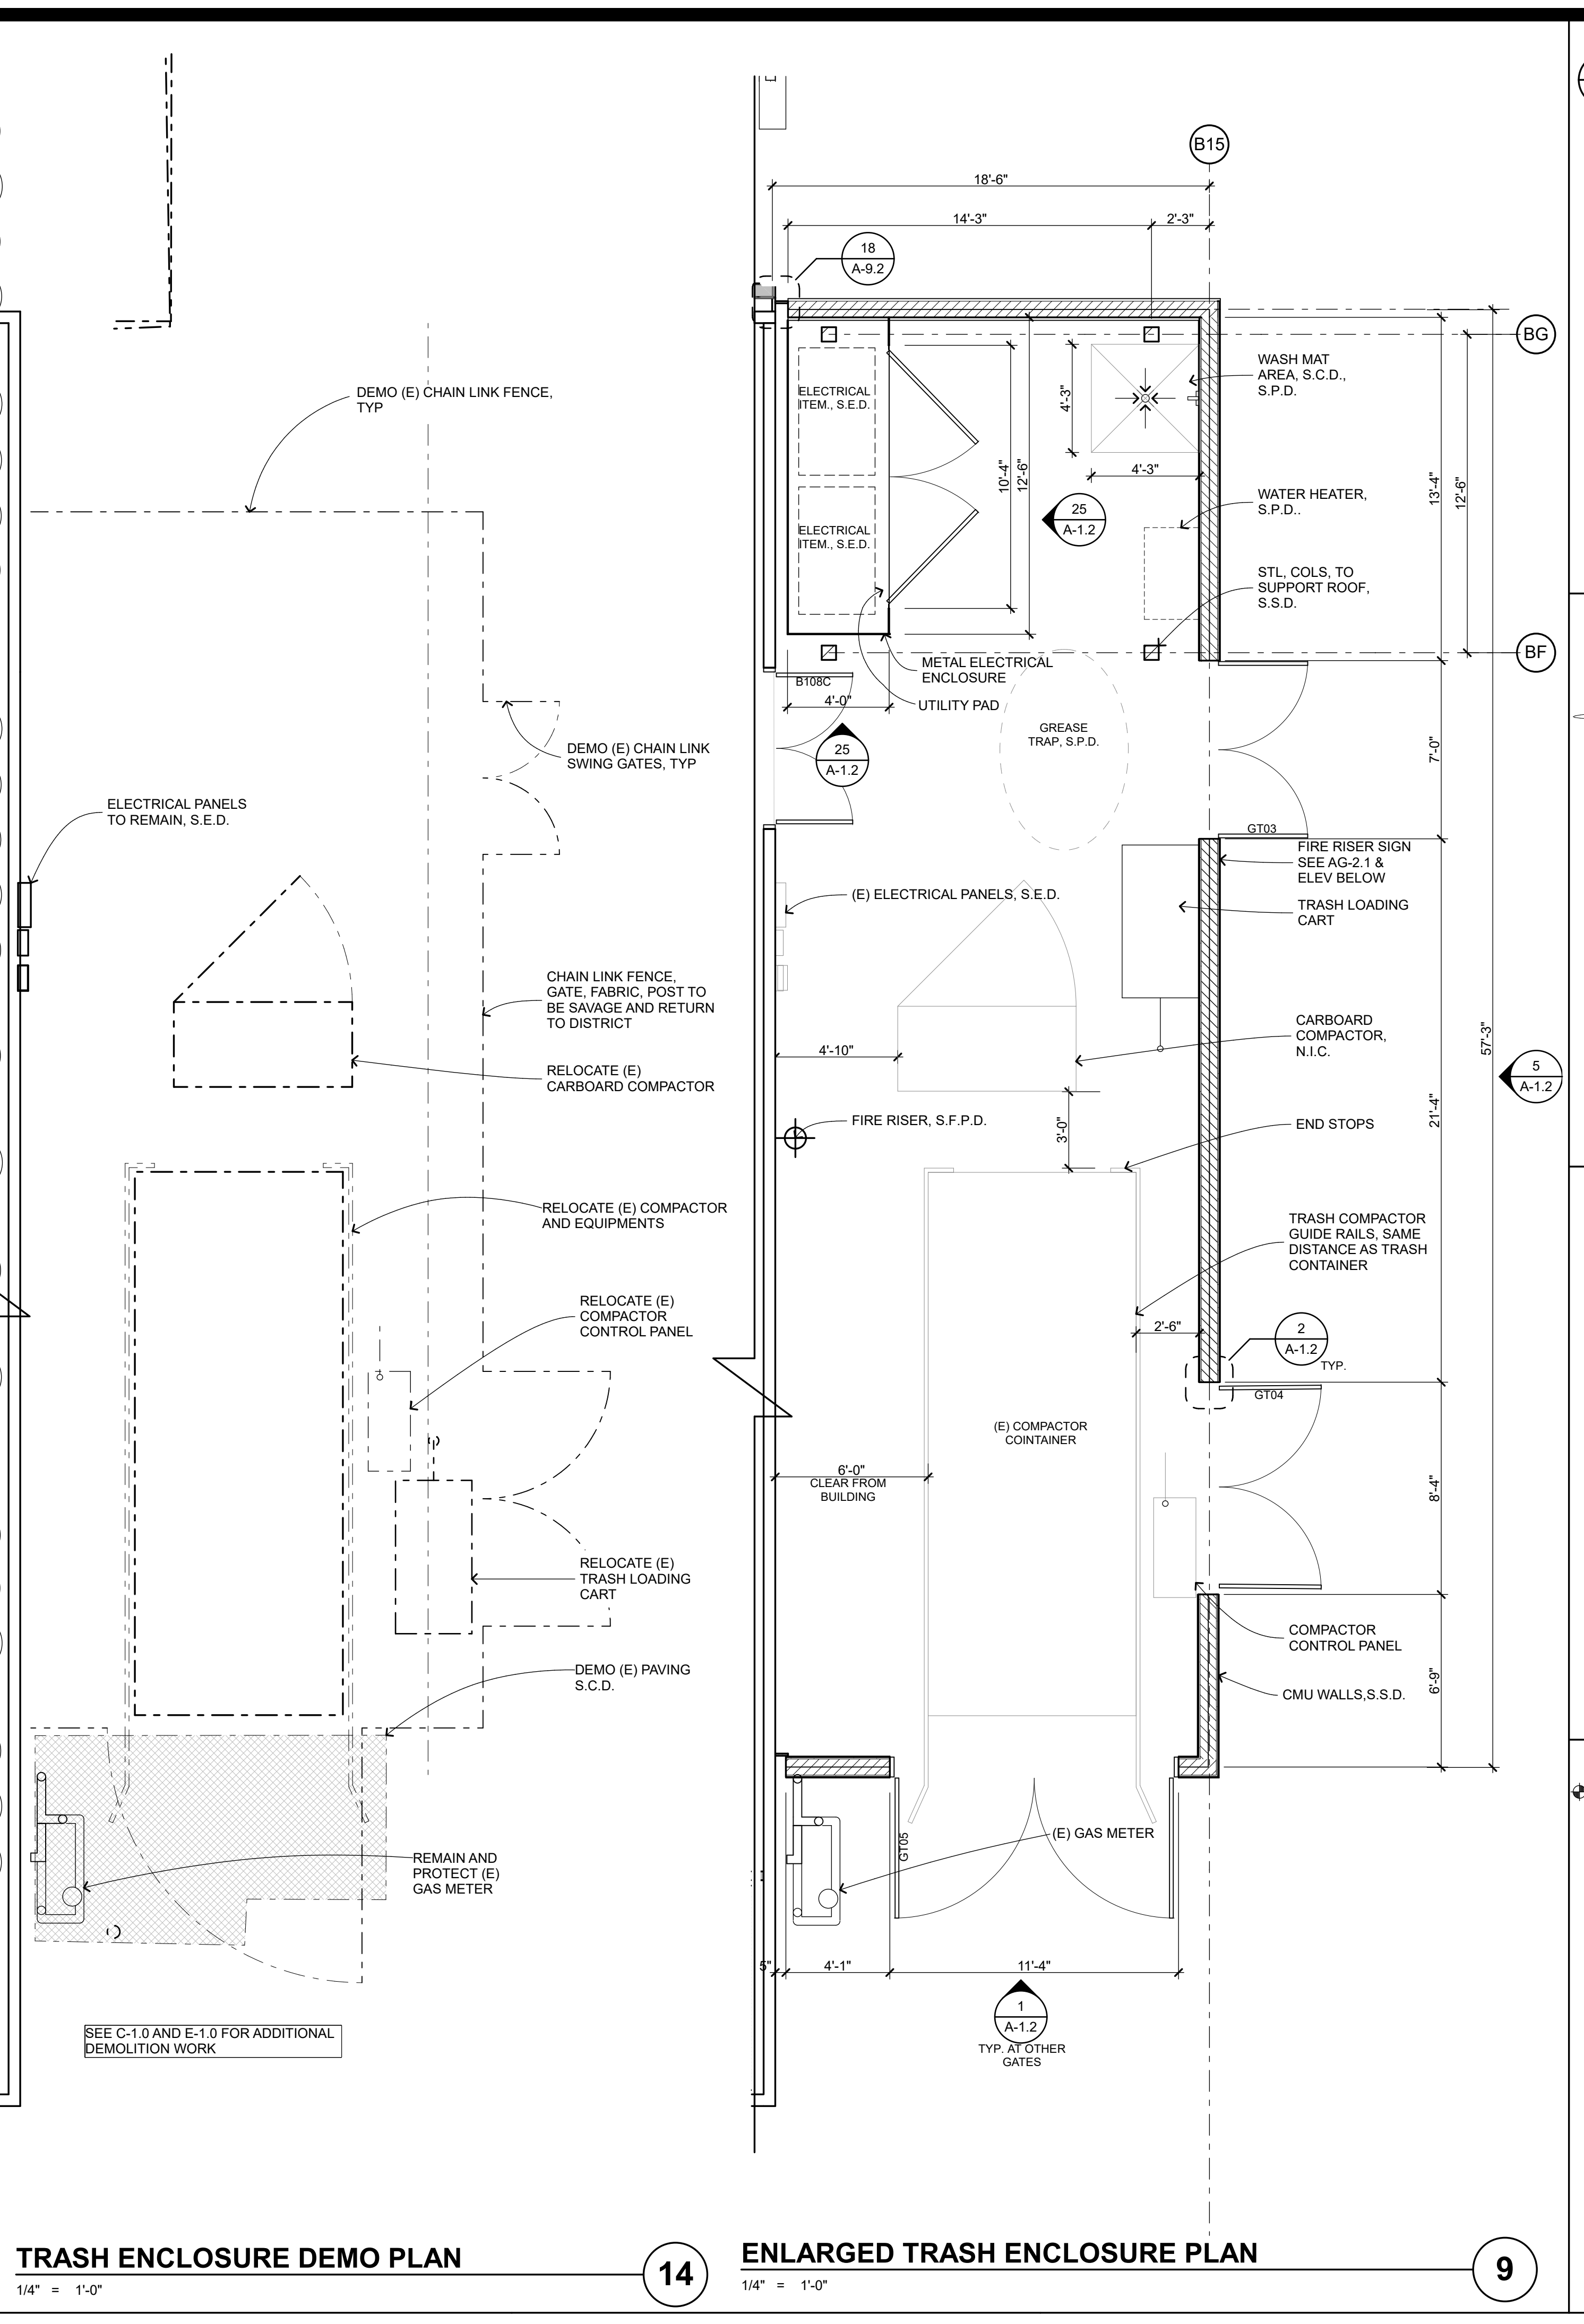 DEMO (E) CHAIN LINK FENCE,
TYP
DEMO (E) CHAIN LINK
SWING GATES, TYP
ELECTRICAL PANELS
TO REMAIN, S.E.D.
CHAIN LINK FENCE,
GATE, FABRIC, POST TO
BE SAVAGE AND RETURN
TO DISTRICT
RELOCATE (E)
CARBOARD COMPACTOR
RELOCATE (E) COMPACTOR
AND EQUIPMENTS
RELOCATE (E)
COMPACTOR
CONTROL PANEL
RELOCATE (E)
TRASH LOADING
CART
DEMO (E) PAVING
S.C.D.
REMAIN AND
PROTECT (E)
GAS METER
SEE C-1.0 AND E-1.0 FOR ADDITIONAL
DEMOLITION WORK
TRASH ENCLOSURE DEMO PLAN
14
1/4" = 1'-0"
B15
18'-6"
14'-3"
2'-3"
18
A-9.2
BG
WASH MAT
AREA, S.C.D.,
S.P.D.
ELECTRICAL
ITEM., S.E.D.
4'-3"
4'-3"
10'-4"
12'-6"
13'-4"
12'-6"
WATER HEATER,
S.P.D..
25
A-1.2
ELECTRICAL
ITEM., S.E.D.
STL, COLS, TO
SUPPORT ROOF,
S.S.D.
BF
METAL ELECTRICAL
ENCLOSURE
B108C
4'-0"
UTILITY PAD
GREASE
TRAP, S.P.D.
25
A-1.2
7'-0"
GT03
FIRE RISER SIGN
SEE AG-2.1 &
ELEV BELOW
(E) ELECTRICAL PANELS, S.E.D.
TRASH LOADING
CART
CARBOARD
COMPACTOR,
N.I.C.
57'-3"
4'-10"
5
A-1.2
FIRE RISER, S.F.P.D.
3'-0"
21'-4"
END STOPS
TRASH COMPACTOR
GUIDE RAILS, SAME
DISTANCE AS TRASH
CONTAINER
2'-6"
2
A-1.2
TYP.
GT04
(E) COMPACTOR
COINTAINER
6'-0"
CLEAR FROM
BUILDING
8'-4"
COMPACTOR
CONTROL PANEL
6'-9"
CMU WALLS,S.S.D.
GT05
(E) GAS METER
5"
4'-1"
11'-4"
1
A-1.2
TYP. AT OTHER
GATES
ENLARGED TRASH ENCLOSURE PLAN
9
1/4" = 1'-0"